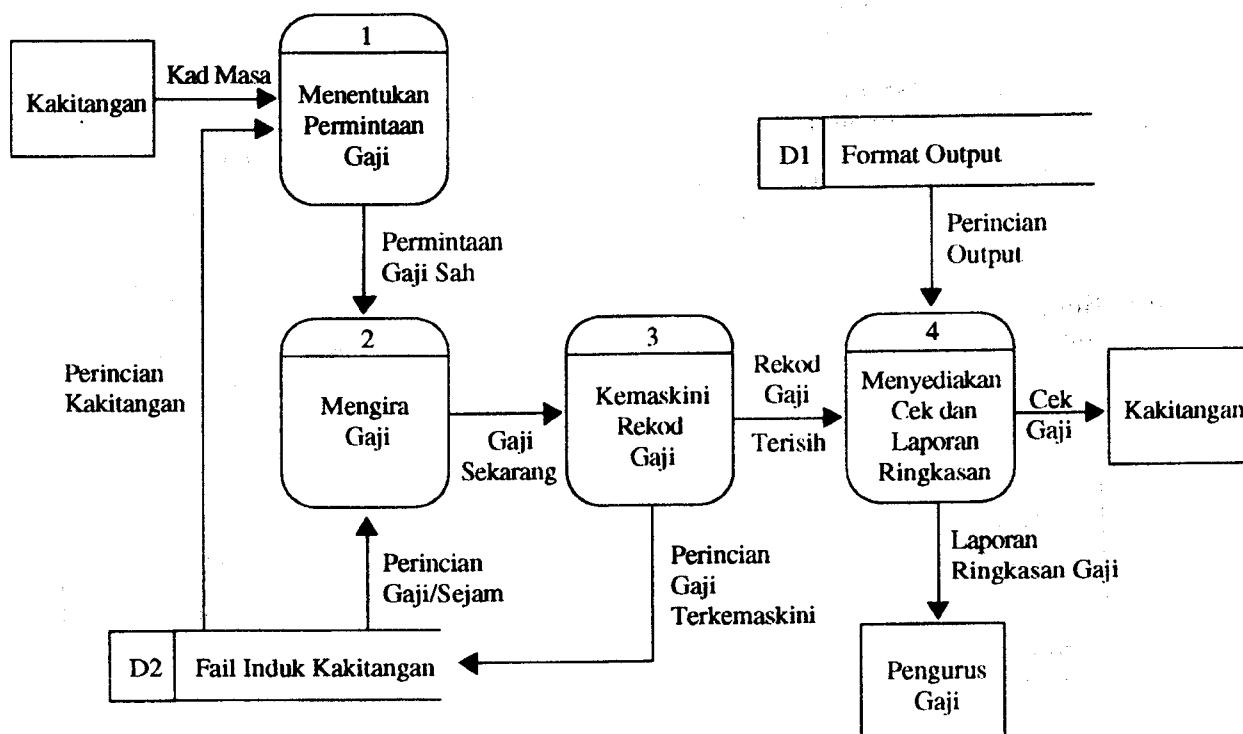 Kakitangan
Kad Masa
1
Menentukan
Permintaan
Gaji
D1 Format Output
Perincian
Output
Permintaan
Gaji Sah
Perincian
Kakitangan
2
Mengira
Gaji
Gaji
Sekarang
3
Kemaskini
Rekod
Gaji
Rekod
Gaji
Terisih
4
Menyediakan
Cek dan
Laporan
Ringkasan
Cek
Gaji
Kakitangan
Perincian
Gaji/Sejam
Perincian
Gaji
Terkemaskini
Laporan
Ringkasan Gaji
D2 Fail Induk Kakitangan
Pengurus
Gaji